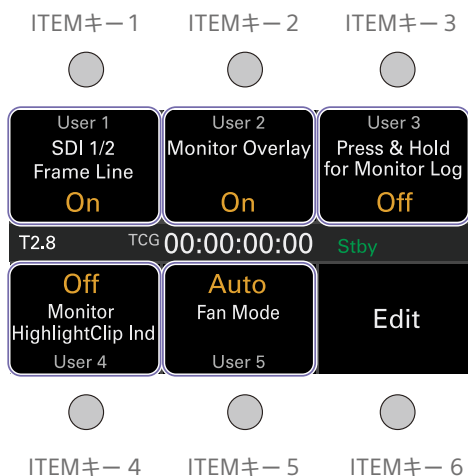 ITEMキー 1 ITEMキー 2 ITEMキー 3
User 1
SDI 1/2
Frame Line
On
User 2
Monitor Overlay
On
User 3
Press & Hold
for Monitor Log
Off
T2.8 TCG 00:00:00:00 Stby
Off
Monitor
HighlightClip Ind
User 4
Auto
Fan Mode
User 5
Edit
ITEMキー 4 ITEMキー 5 ITEMキー 6